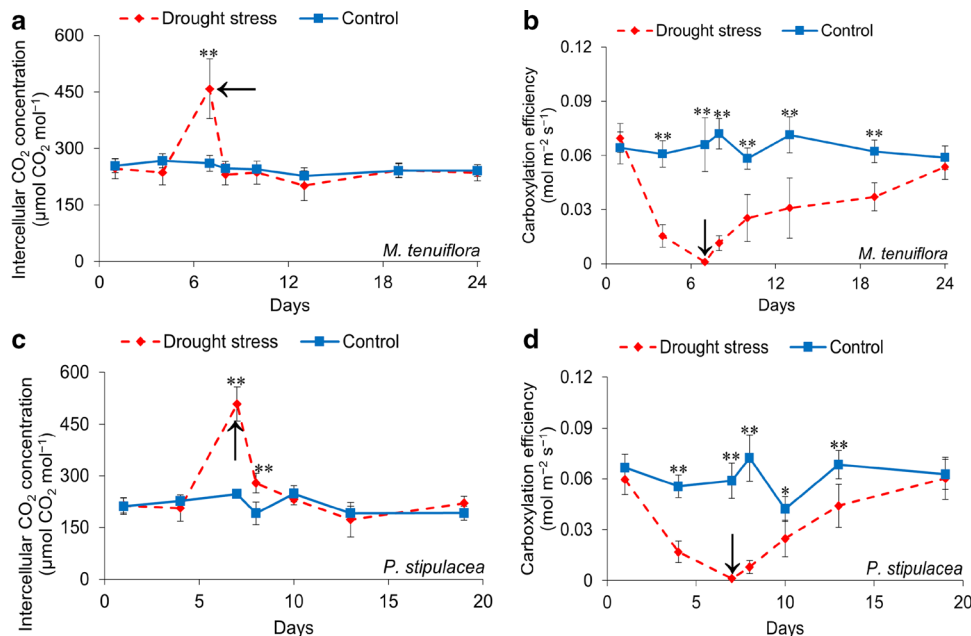 a
Drought stress
Control
Intercellular CO₂ concentration
(µmol CO₂ mol⁻¹)
600
450
300
150
0
**
M. tenuiflora
0 6 12 18 24
Days
b
Drought stress
Control
Carboxylation efficiency
(mol m⁻² s⁻¹)
0.12
0.09
0.06
0.03
0
** ** ** ** ** **
M. tenuiflora
0 6 12 18 24
Days
c
Drought stress
Control
Intercellular CO₂ concentration
(µmol CO₂ mol⁻¹)
600
450
300
150
0
**
**
P. stipulacea
0 5 10 15 20
Days
d
Drought stress
Control
Carboxylation efficiency
(mol m⁻² s⁻¹)
0.12
0.09
0.06
0.03
0
** ** ** * **
P. stipulacea
0 5 10 15 20
Days